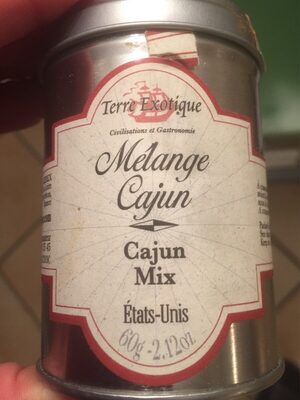 Terre Exotique
Civilisations et Gastronomie
Mélange
Cajun
Cajun
Mix
États-Unis
60g - 2.12oz